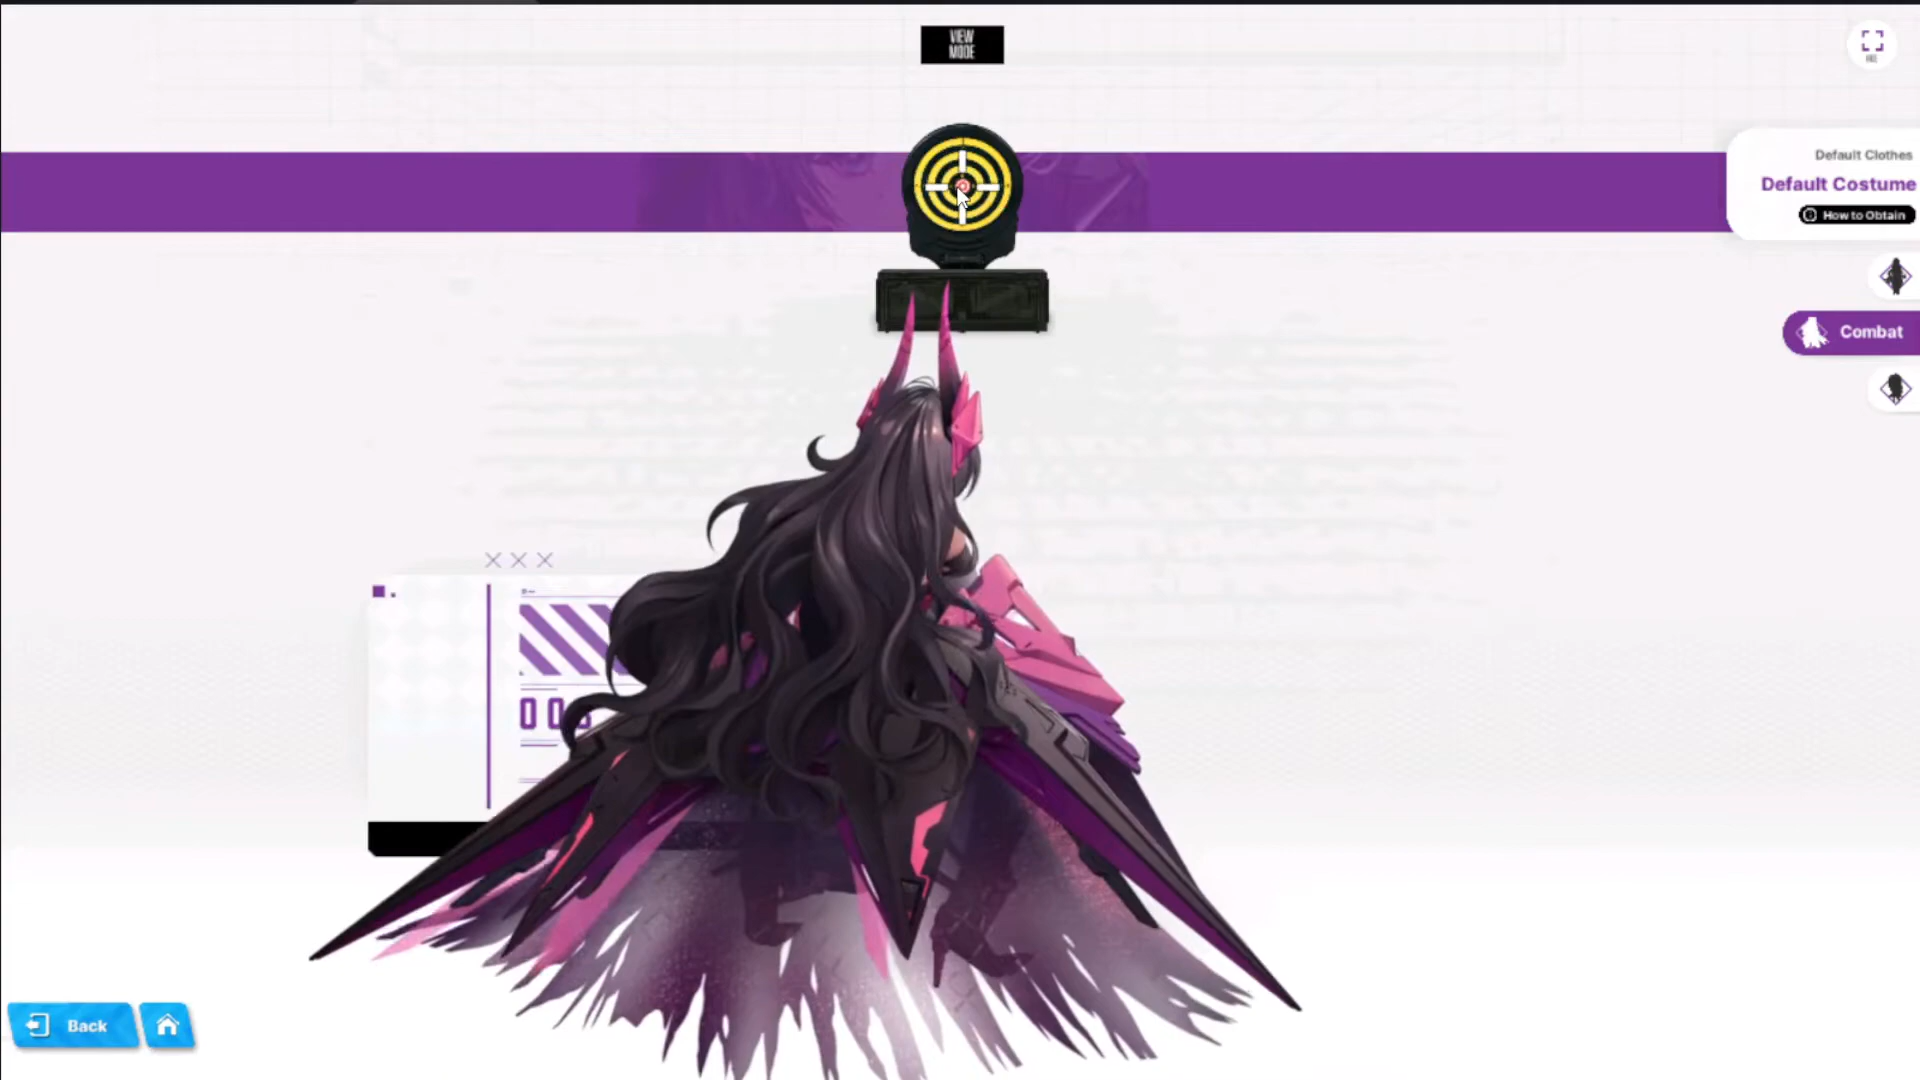 VIEW
MODE
Default Clothes
Default Costume
How to Obtain
Combat
Back